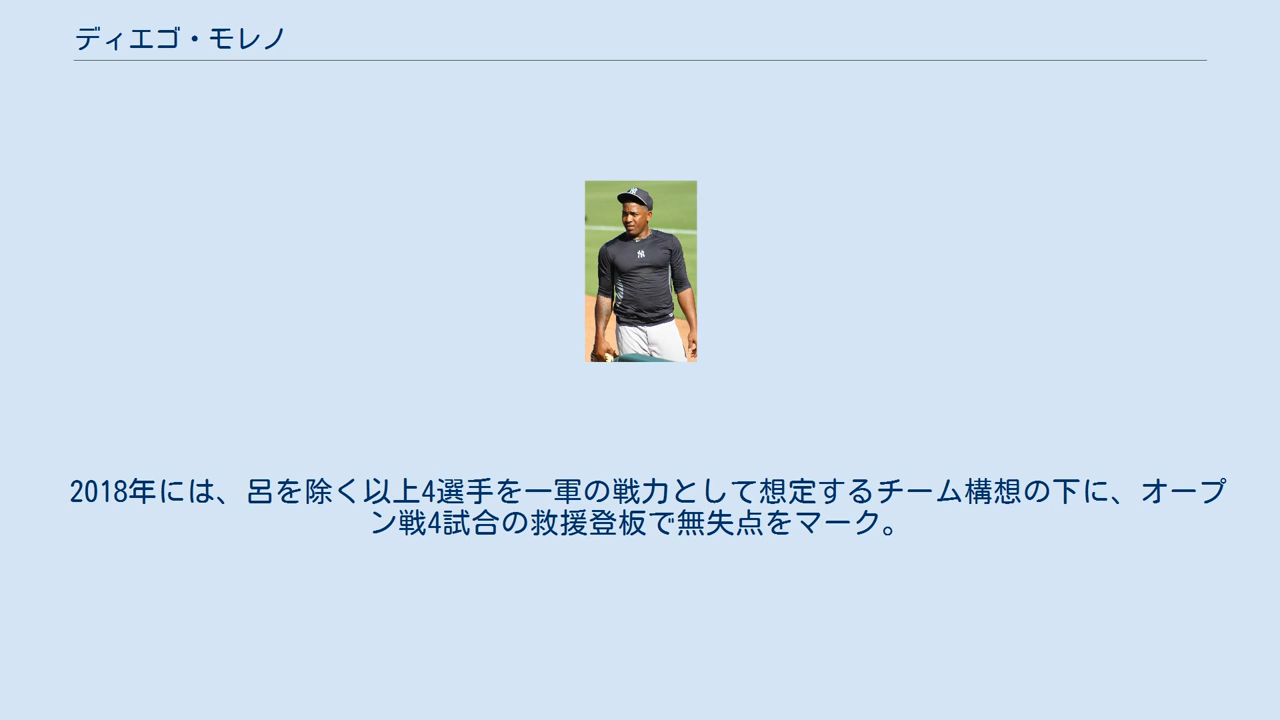 ディエゴ・モレノ
2018年には、呂を除く以上4選手を一軍の戦力として想定するチーム構想の下に、オープ
ン戦4試合の救援登板で無失点をマーク。